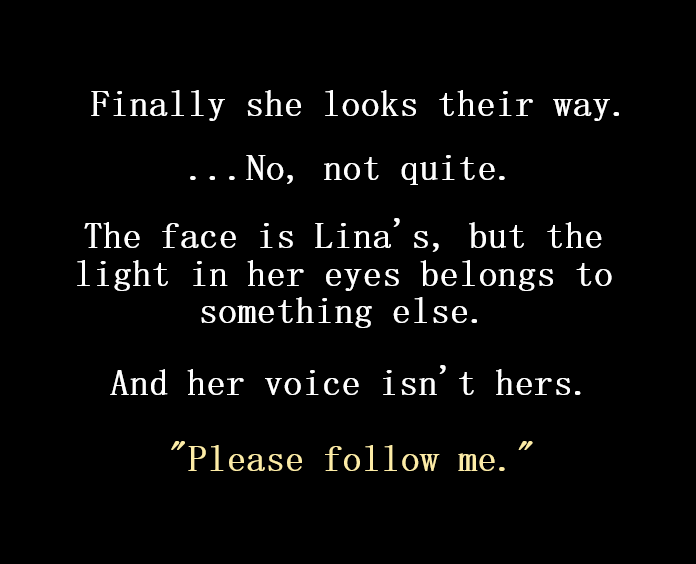 Finally she looks their way.
...No, not quite.
The face is Lina's, but the
light in her eyes belongs to
something else.
And her voice isn't hers.
"Please follow me."